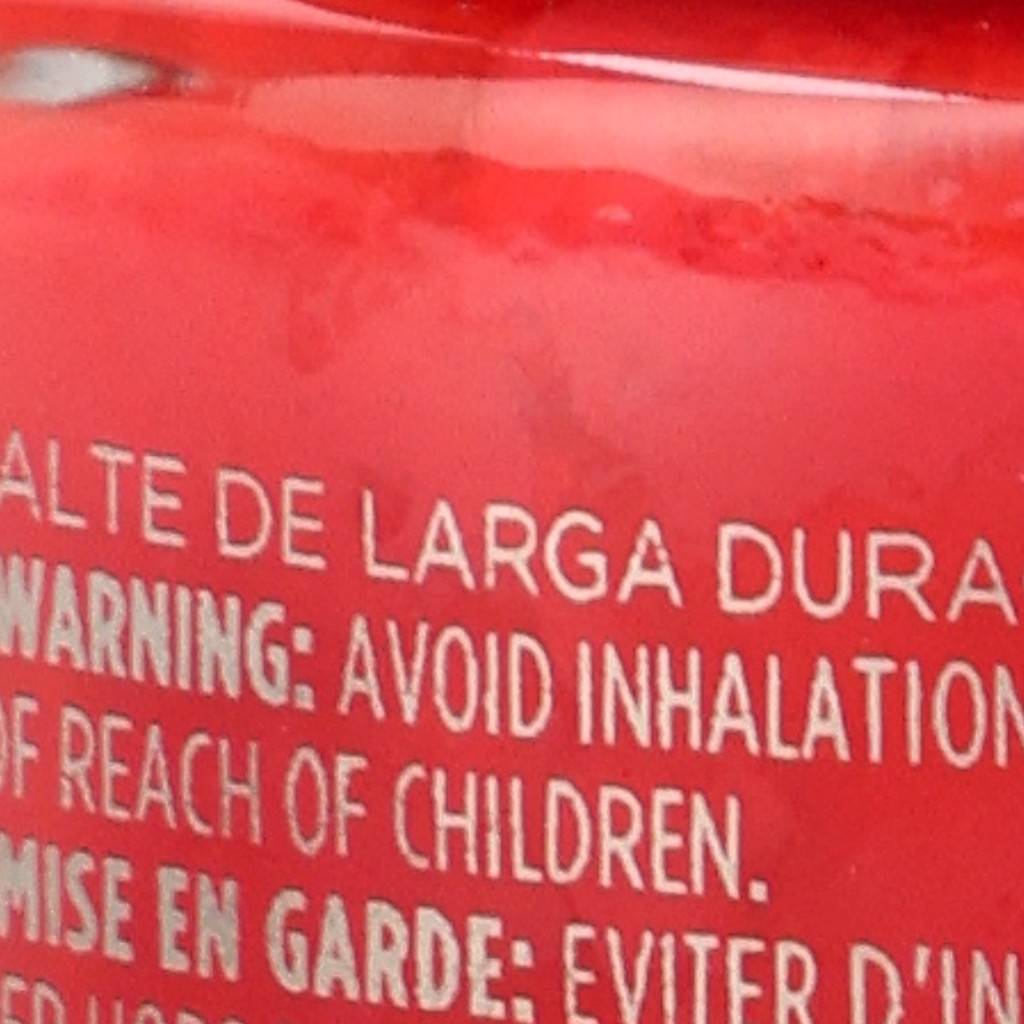 ALTE DE LARGA DURA
WARNING: AVOID INHALATION
OF REACH OF CHILDREN.
MISE EN GARDE: EVITER D'IN